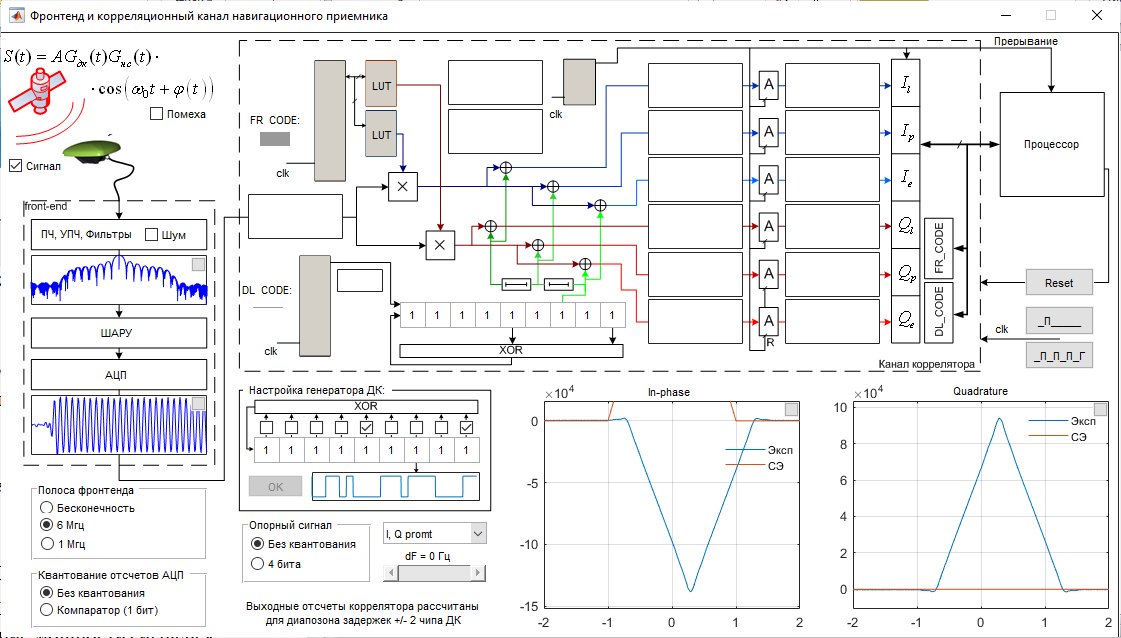 Фронтенд и корреляционный канал навигационного приемника
S(t) = AG_дк(t)G_нс(t) ·
· cos(ω₀t + φ(t))
Помеха
Сигнал
front-end
ПЧ, УПЧ, Фильтры
Шум
ШАРУ
АЦП
Полоса фронтенда
Бесконечность
6 Мгц
1 Мгц
Квантование отсчетов АЦП
Без квантования
Компаратор (1 бит)
FR CODE:
clk
LUT
LUT
clk
×
×
DL CODE:
clk
1 1 1 1 1 1 1 1 1
XOR
A
A
A
A
A
A
R
I_l
I_p
I_e
Q_l
Q_p
Q_e
FR_CODE
DL_CODE
Канал коррелятора
Прерывание
Процессор
Reset
clk
_П_____
_П_П_П_Г
Настройка генератора ДК:
XOR
1 1 1 1 1 1 1 1 1
OK
Опорный сигнал
Без квантования
4 бита
I, Q promt
dF = 0 Гц
Выходные отсчеты коррелятора рассчитаны
для диапозона задержек +/- 2 чипа ДК
In-phase
×10⁴
0
-5
-10
-15
-2 -1 0 1 2
Эксп
СЭ
Quadrature
×10⁴
10
8
6
4
2
0
-2 -1 0 1 2
Эксп
СЭ